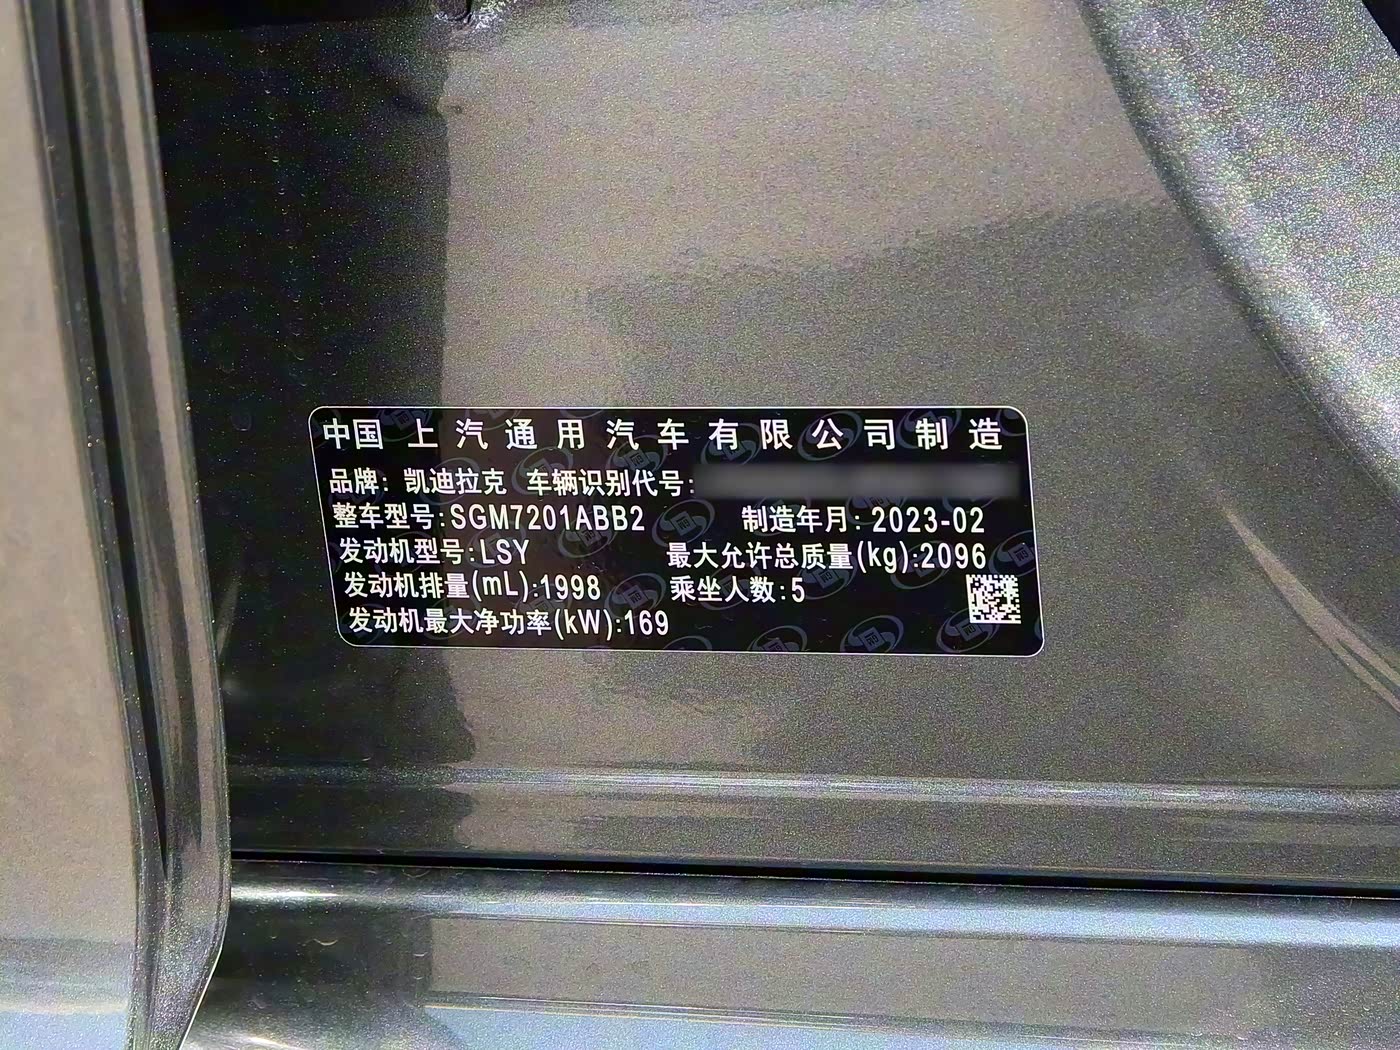 中国 上汽通用汽车有限公司制造
品牌: 凯迪拉克 车辆识别代号:
整车型号:SGM7201ABB2 制造年月: 2023-02
发动机型号:LSY 最大允许总质量(kg):2096
发动机排量(mL):1998 乘坐人数:5
发动机最大净功率(kW):169